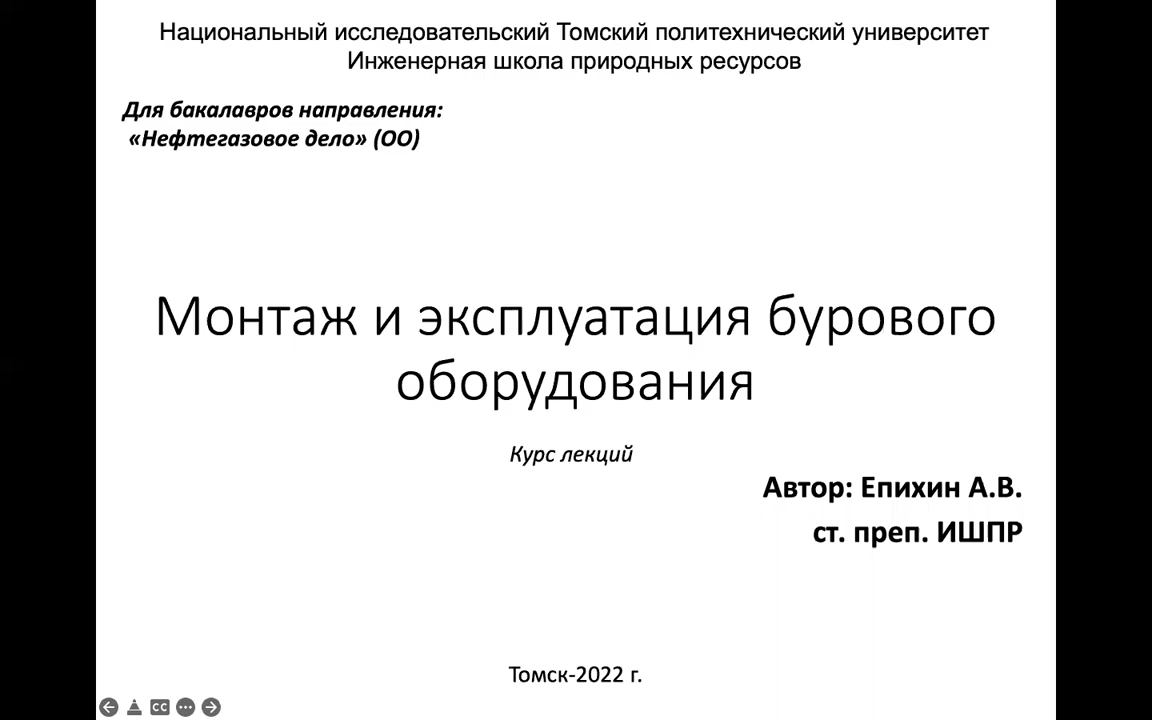 Национальный исследовательский Томский политехнический университет
Инженерная школа природных ресурсов
Для бакалавров направления:
«Нефтегазовое дело» (ОО)
Монтаж и эксплуатация бурового
оборудования
Курс лекций
Автор: Епихин А.В.
ст. преп. ИШПР
Томск-2022 г.
CC